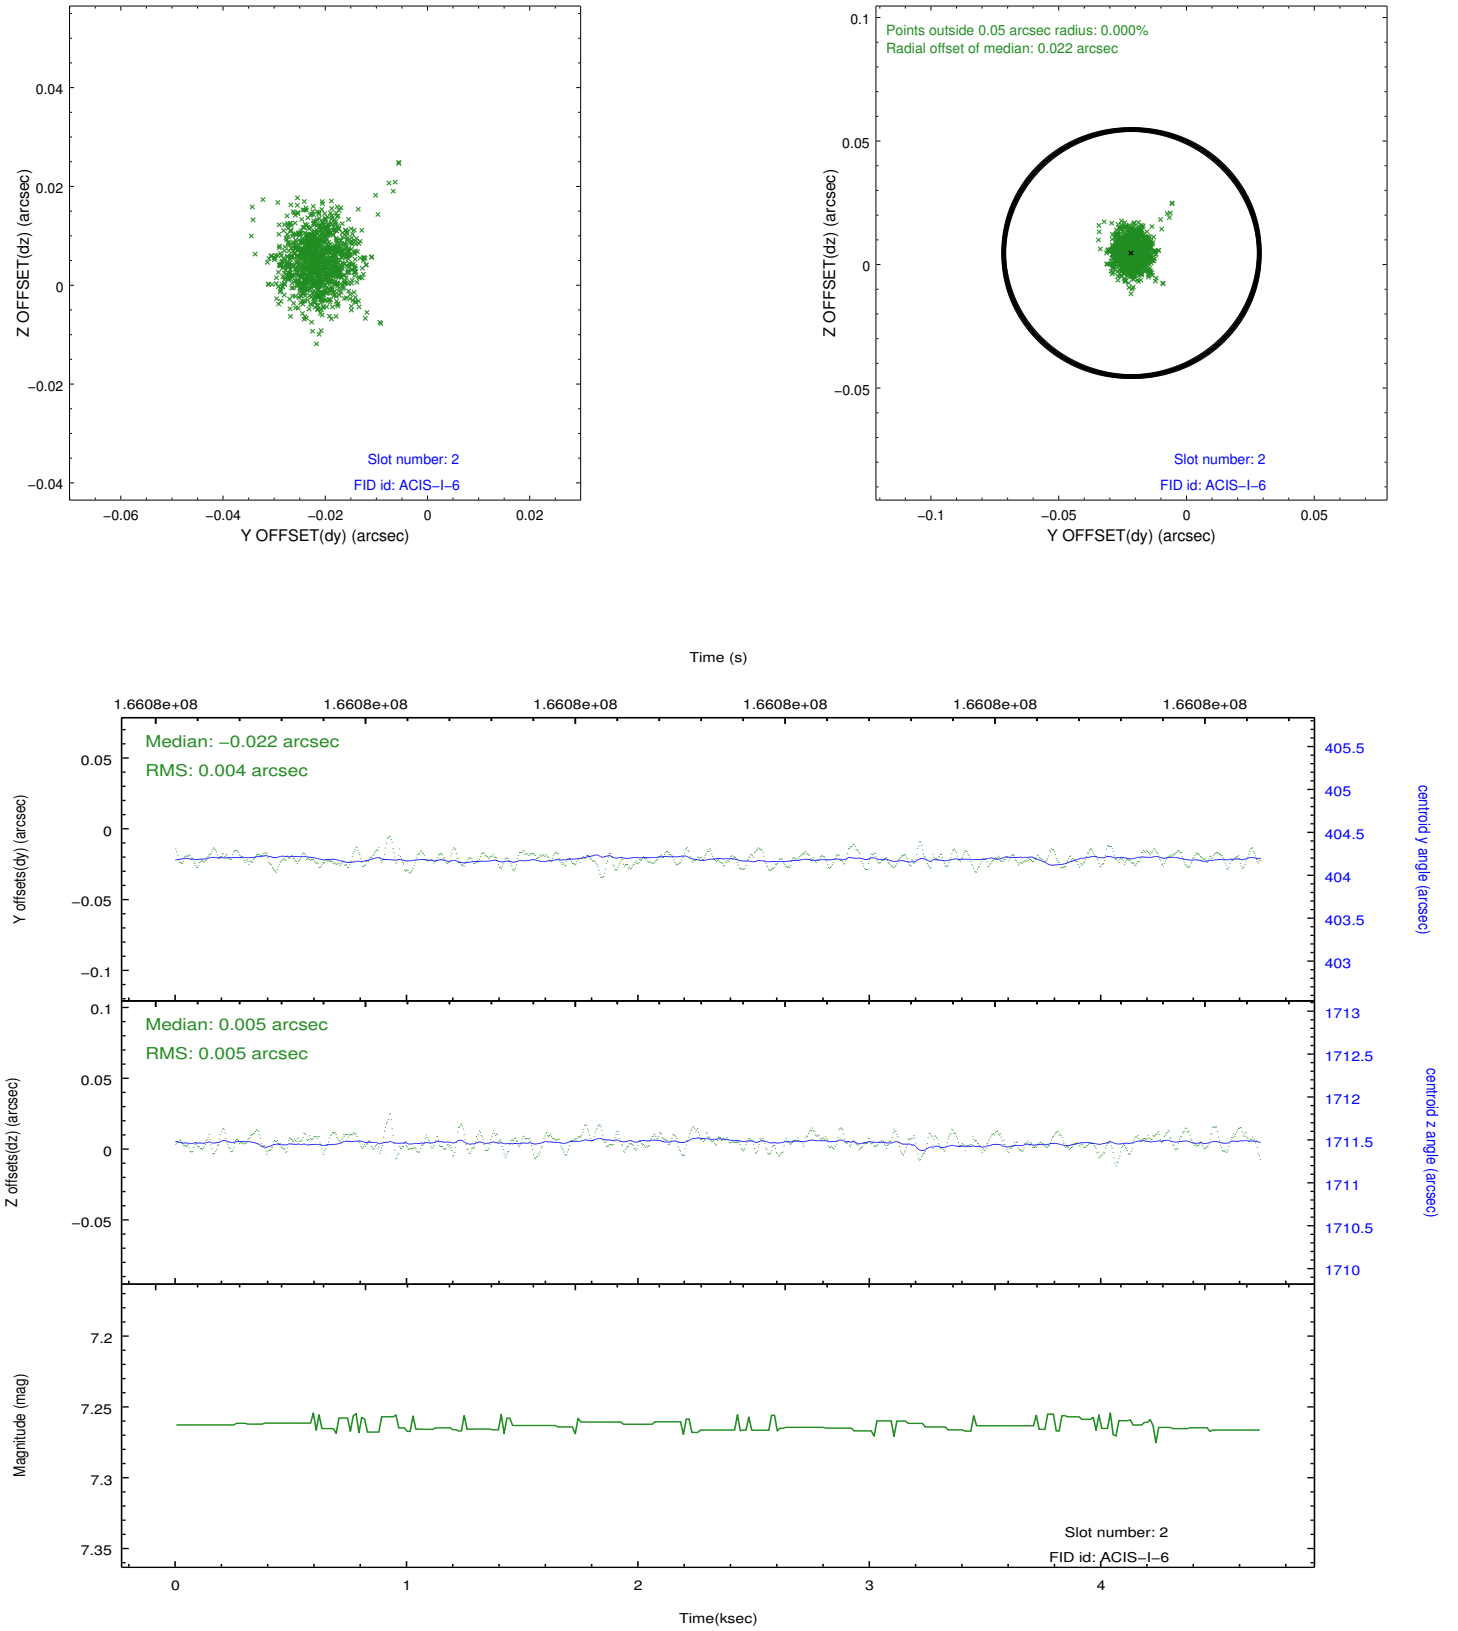 0.04
0.02
0
−0.02
−0.04
Z OFFSET(dz) (arcsec)
Slot number: 2
FID id: ACIS−I−6
−0.06
−0.04
−0.02
0
0.02
Y OFFSET(dy) (arcsec)
Points outside 0.05 arcsec radius: 0.000%
Radial offset of median: 0.022 arcsec
0.1
0.05
0
−0.05
Z OFFSET(dz) (arcsec)
Slot number: 2
FID id: ACIS−I−6
−0.1
−0.05
0
0.05
Y OFFSET(dy) (arcsec)
Time (s)
1.6608e+08
1.6608e+08
1.6608e+08
1.6608e+08
1.6608e+08
1.6608e+08
Median: −0.022 arcsec
RMS: 0.004 arcsec
0.05
0
−0.05
−0.1
Y offsets(dy) (arcsec)
405.5
405
404.5
404
403.5
403
centroid y angle (arcsec)
Median: 0.005 arcsec
RMS: 0.005 arcsec
0.1
0.05
0
−0.05
Z offsets(dz) (arcsec)
1713
1712.5
1712
1711.5
1711
1710.5
1710
centroid z angle (arcsec)
7.2
7.25
7.3
7.35
Magnitude (mag)
Slot number: 2
FID id: ACIS−I−6
0
1
2
3
4
Time(ksec)